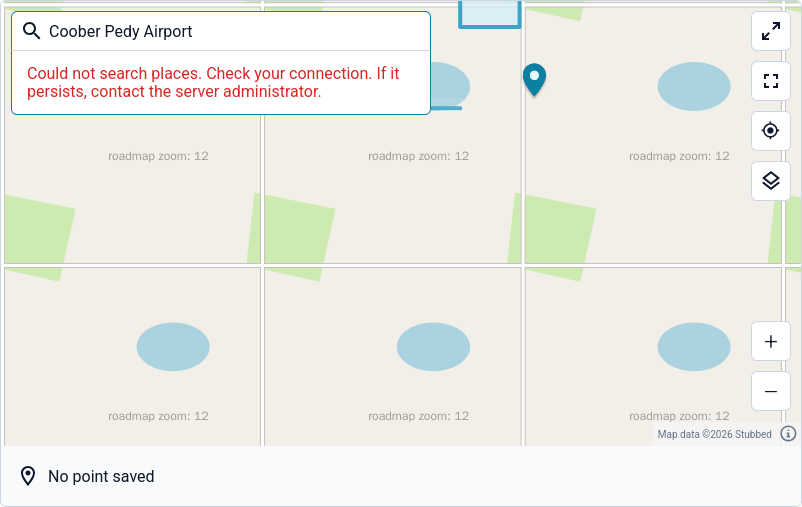 Coober Pedy Airport
Could not search places. Check your connection. If it
persists, contact the server administrator.
roadmap zoom: 12
roadmap zoom: 12
roadmap zoom: 12
roadmap zoom: 12
roadmap zoom: 12
roadmap zoom: 12
Map data ©2026 Stubbed
No point saved